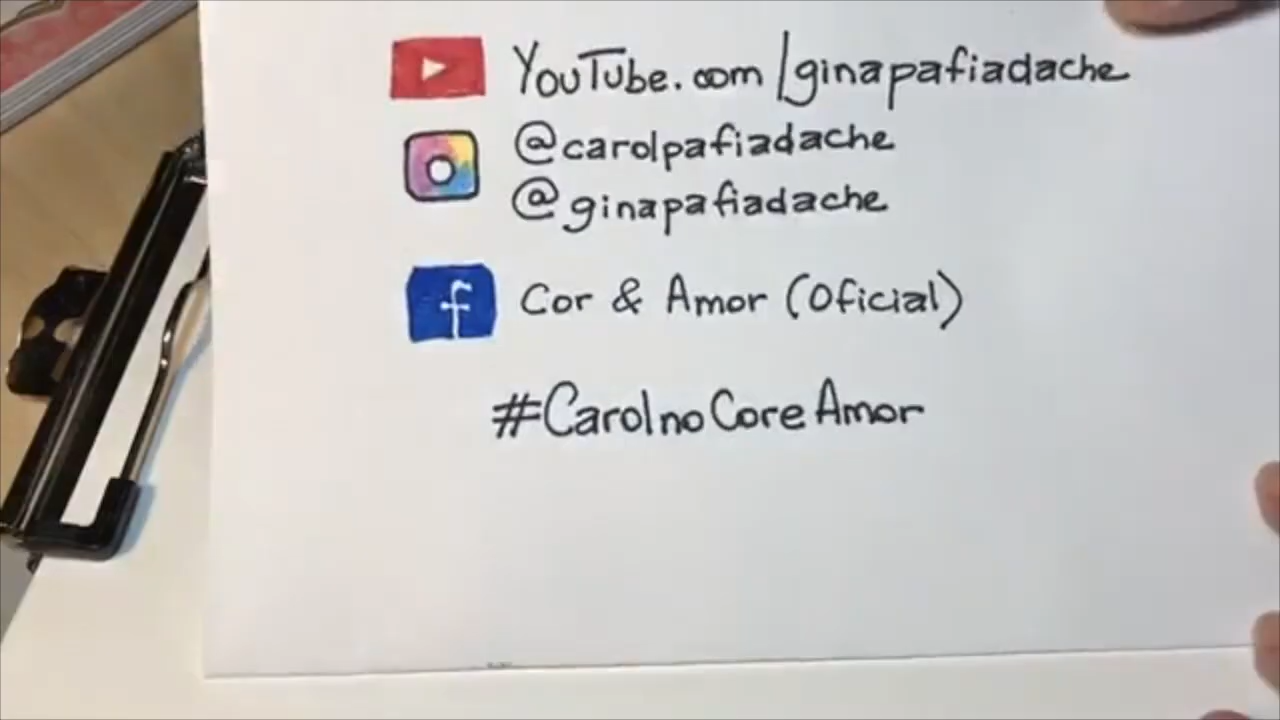 YouTube.com/ginapafiadache
@carolpafiadache
@ginapafiadache
f Cor & Amor (Oficial)
#CarolnoCoreAmor